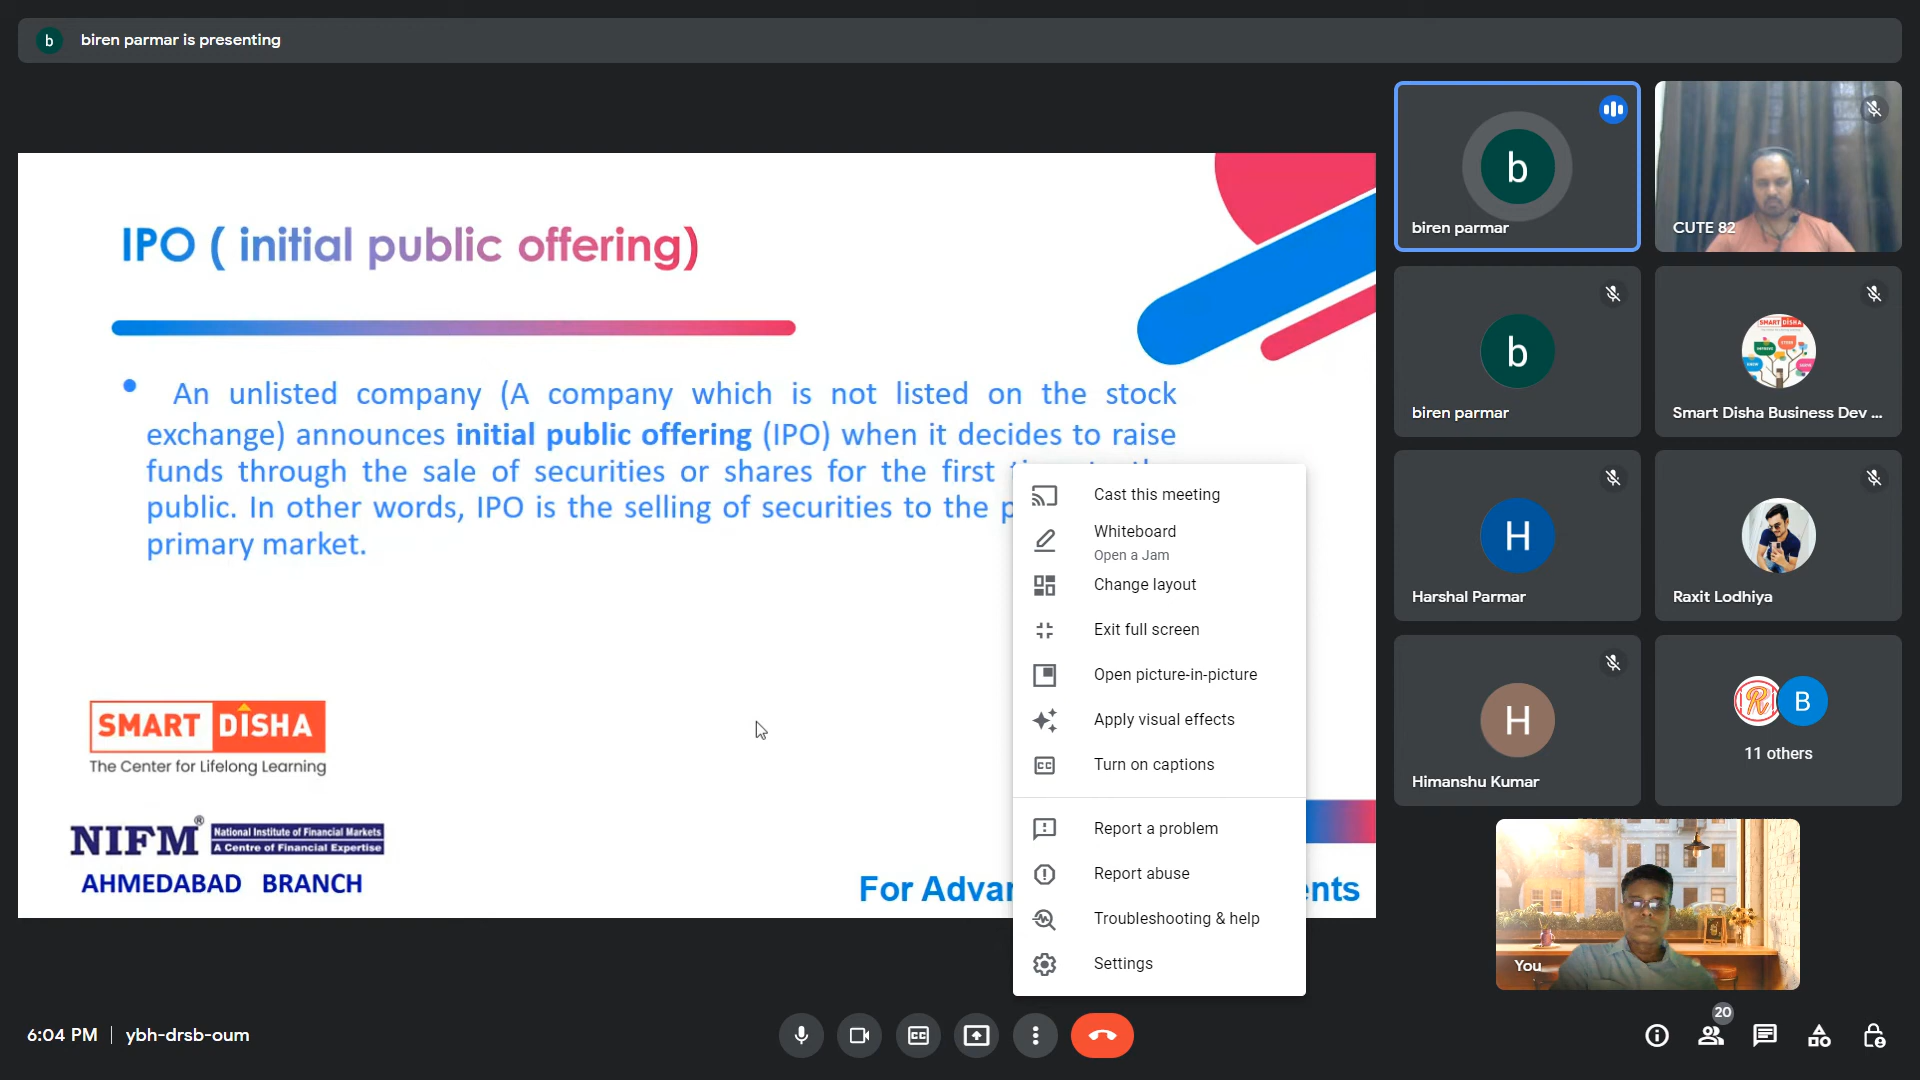 b biren parmar is presenting
IPO ( initial public offering)
• An unlisted company (A company which is not listed on the stock
exchange) announces initial public offering (IPO) when it decides to raise
funds through the sale of securities or shares for the first
public. In other words, IPO is the selling of securities to the p
primary market.
SMART DISHA
The Center for Lifelong Learning
NIFM® National Institute of Financial Markets
A Centre of Financial Expertise
AHMEDABAD BRANCH
For Advan
ents
Cast this meeting
Whiteboard
Open a Jam
Change layout
Exit full screen
Open picture-in-picture
Apply visual effects
Turn on captions
Report a problem
Report abuse
Troubleshooting & help
Settings
b
biren parmar
CUTE 82
b
biren parmar
SMART DISHA
Smart Disha Business Dev ...
H
Harshal Parmar
Raxit Lodhiya
H
Himanshu Kumar
R B
11 others
You
6:04 PM | ybh-drsb-oum
20